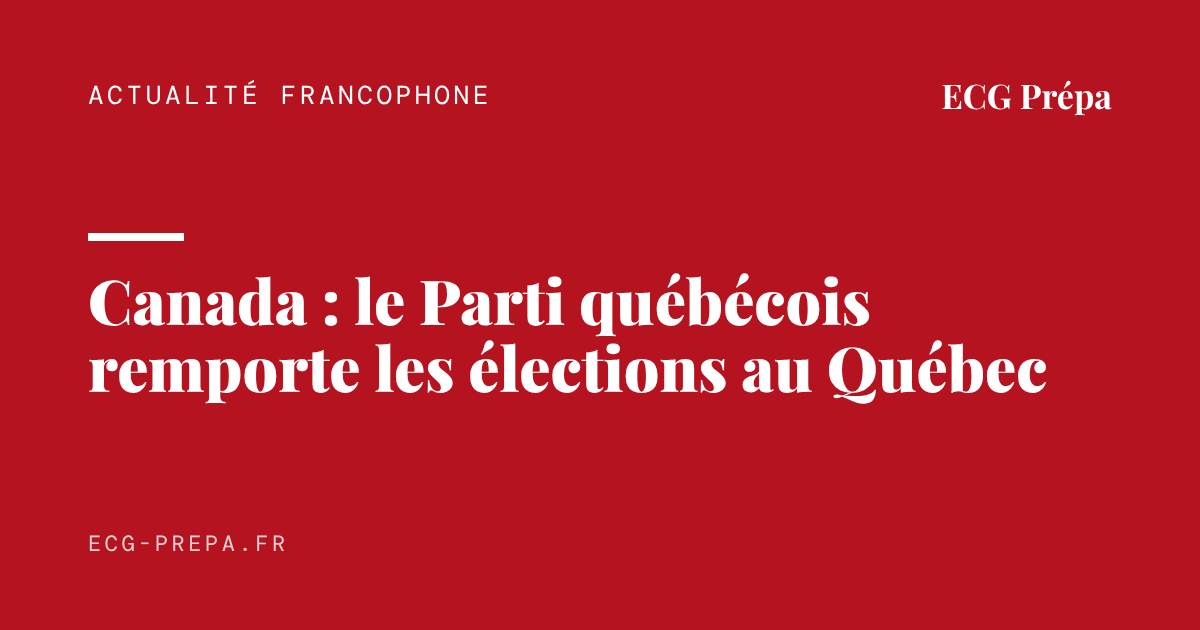 ACTUALITÉ FRANCOPHONE
ECG Prépa
Canada : le Parti québécois
remporte les élections au Québec
ECG-PREPA.FR